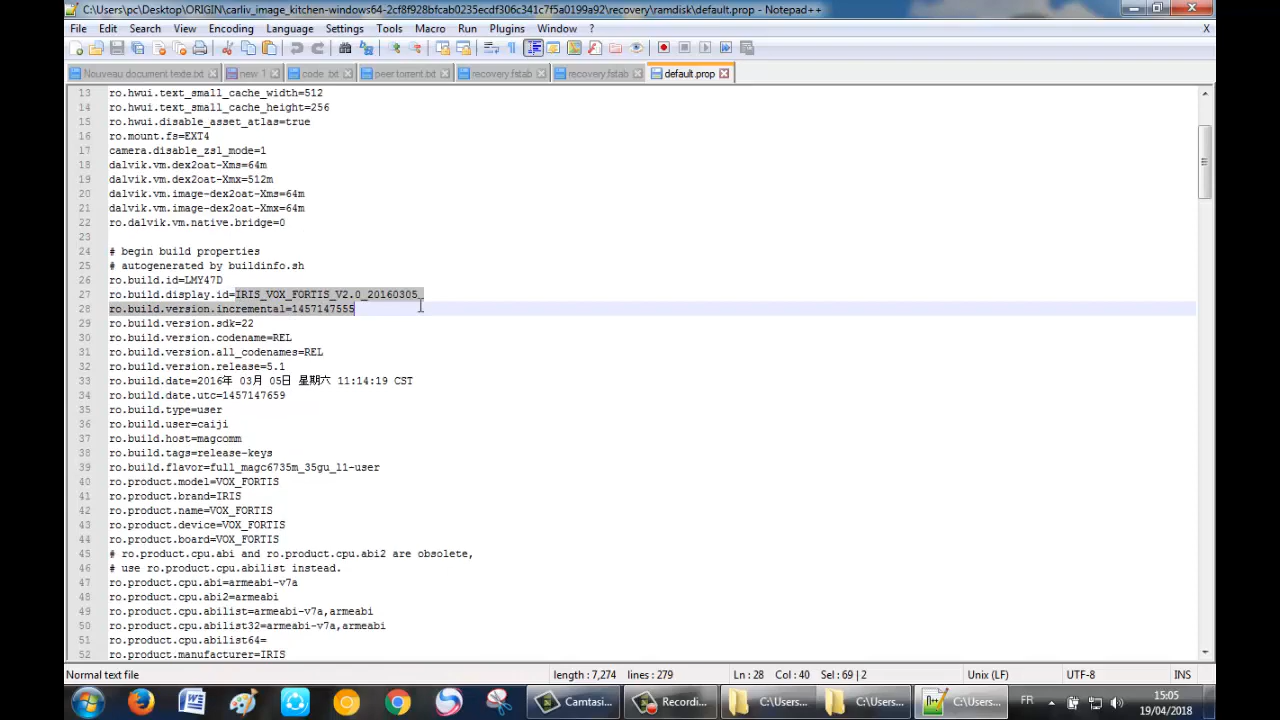 C:\Users\pc\Desktop\ORIGIN\carliv_image_kitchen-windows64-2cf8f928bfcab0235ecdf306c341c7f5a0199a92\recovery\ramdisk\default.prop - Notepad++
File Edit Search View Encoding Language Settings Tools Macro Run Plugins Window ? X
Nouveau document texte.txt new 1 code .txt peer torrent.txt recovery.fstab recovery.fstab default.prop
13 ro.hwui.text_small_cache_width=512
14 ro.hwui.text_small_cache_height=256
15 ro.hwui.disable_asset_atlas=true
16 ro.mount.fs=EXT4
17 camera.disable_zsl_mode=1
18 dalvik.vm.dex2oat-Xms=64m
19 dalvik.vm.dex2oat-Xmx=512m
20 dalvik.vm.image-dex2oat-Xms=64m
21 dalvik.vm.image-dex2oat-Xmx=64m
22 ro.dalvik.vm.native.bridge=0
23
24 # begin build properties
25 # autogenerated by buildinfo.sh
26 ro.build.id=LMY47D
27 ro.build.display.id=IRIS_VOX_FORTIS_V2.0_20160305_
28 ro.build.version.incremental=1457147555
29 ro.build.version.sdk=22
30 ro.build.version.codename=REL
31 ro.build.version.all_codenames=REL
32 ro.build.version.release=5.1
33 ro.build.date=2016年 03月 05日 星期六 11:14:19 CST
34 ro.build.date.utc=1457147659
35 ro.build.type=user
36 ro.build.user=caiji
37 ro.build.host=magcomm
38 ro.build.tags=release-keys
39 ro.build.flavor=full_magc6735m_35gu_l1-user
40 ro.product.model=VOX_FORTIS
41 ro.product.brand=IRIS
42 ro.product.name=VOX_FORTIS
43 ro.product.device=VOX_FORTIS
44 ro.product.board=VOX_FORTIS
45 # ro.product.cpu.abi and ro.product.cpu.abi2 are obsolete,
46 # use ro.product.cpu.abilist instead.
47 ro.product.cpu.abi=armeabi-v7a
48 ro.product.cpu.abi2=armeabi
49 ro.product.cpu.abilist=armeabi-v7a,armeabi
50 ro.product.cpu.abilist32=armeabi-v7a,armeabi
51 ro.product.cpu.abilist64=
52 ro.product.manufacturer=IRIS
Normal text file length : 7,274 lines : 279 Ln : 28 Col : 40 Sel : 69 | 2 Unix (LF) UTF-8 INS
Camtasi... Recordi... C:\Users... C:\Users... C:\Users... FR 15:05
19/04/2018